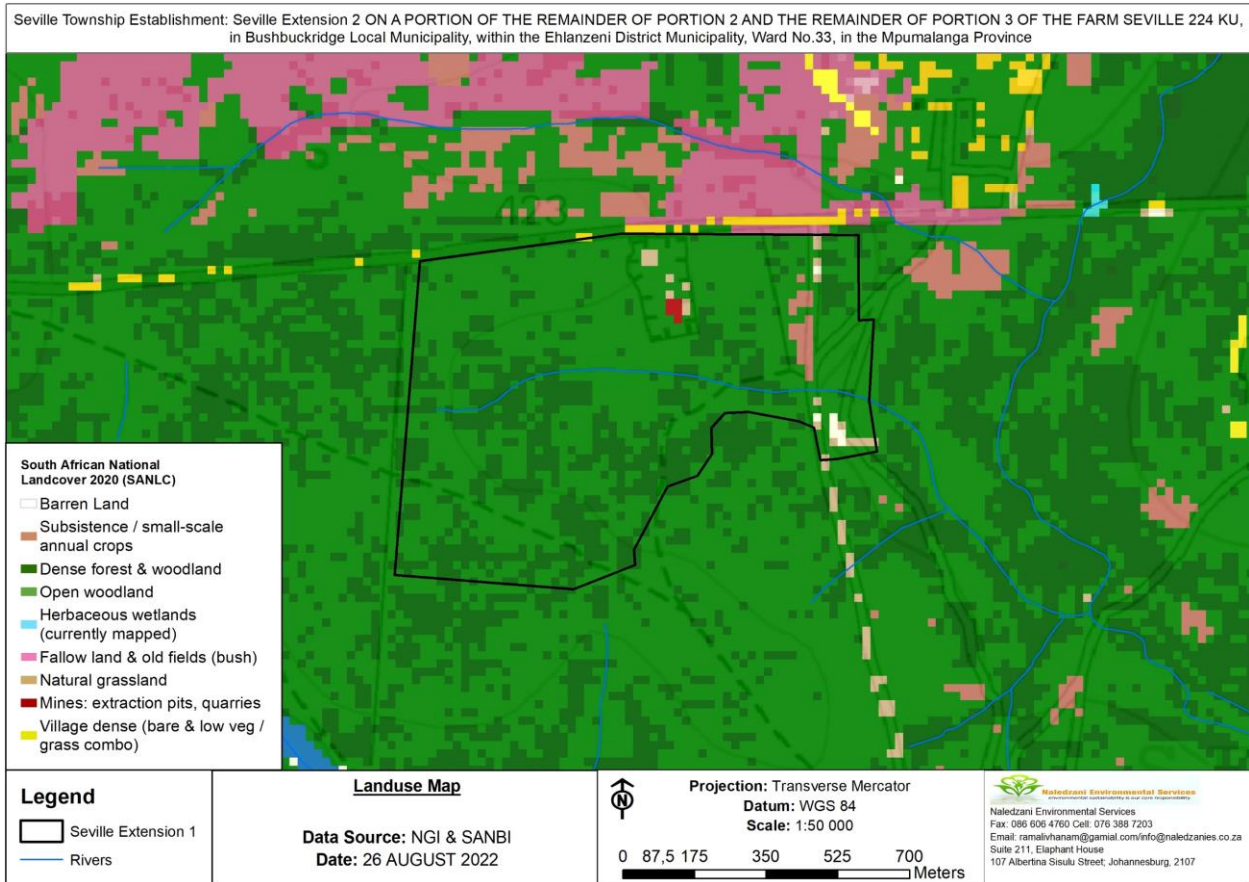 Seville Township Establishment: Seville Extension 2 ON A PORTION OF THE REMAINDER OF PORTION 2 AND THE REMAINDER OF PORTION 3 OF THE FARM SEVILLE 224 KU,
in Bushbuckridge Local Municipality, within the Ehlanzeni District Municipality, Ward No.33, in the Mpumalanga Province
423
South African National
Landcover 2020 (SANLC)
Barren Land
Subsistence / small-scale
annual crops
Dense forest & woodland
Open woodland
Herbaceous wetlands
(currently mapped)
Fallow land & old fields (bush)
Natural grassland
Mines: extraction pits, quarries
Village dense (bare & low veg /
grass combo)
Legend
Seville Extension 1
Rivers
Landuse Map
Data Source: NGI & SANBI
Date: 26 AUGUST 2022
N
Projection: Transverse Mercator
Datum: WGS 84
Scale: 1:50 000
0 87,5 175 350 525 700
Meters
Naledzani Environmental Services
environmental sustainability is our core responsibility
Naledzani Environmental Services
Fax: 086 606 4760 Cell: 076 388 7203
Email: ramalivhanam@gamial.com/info@naledzanies.co.za
Suite 211, Elaphant House
107 Albertina Sisulu Street; Johannesburg, 2107